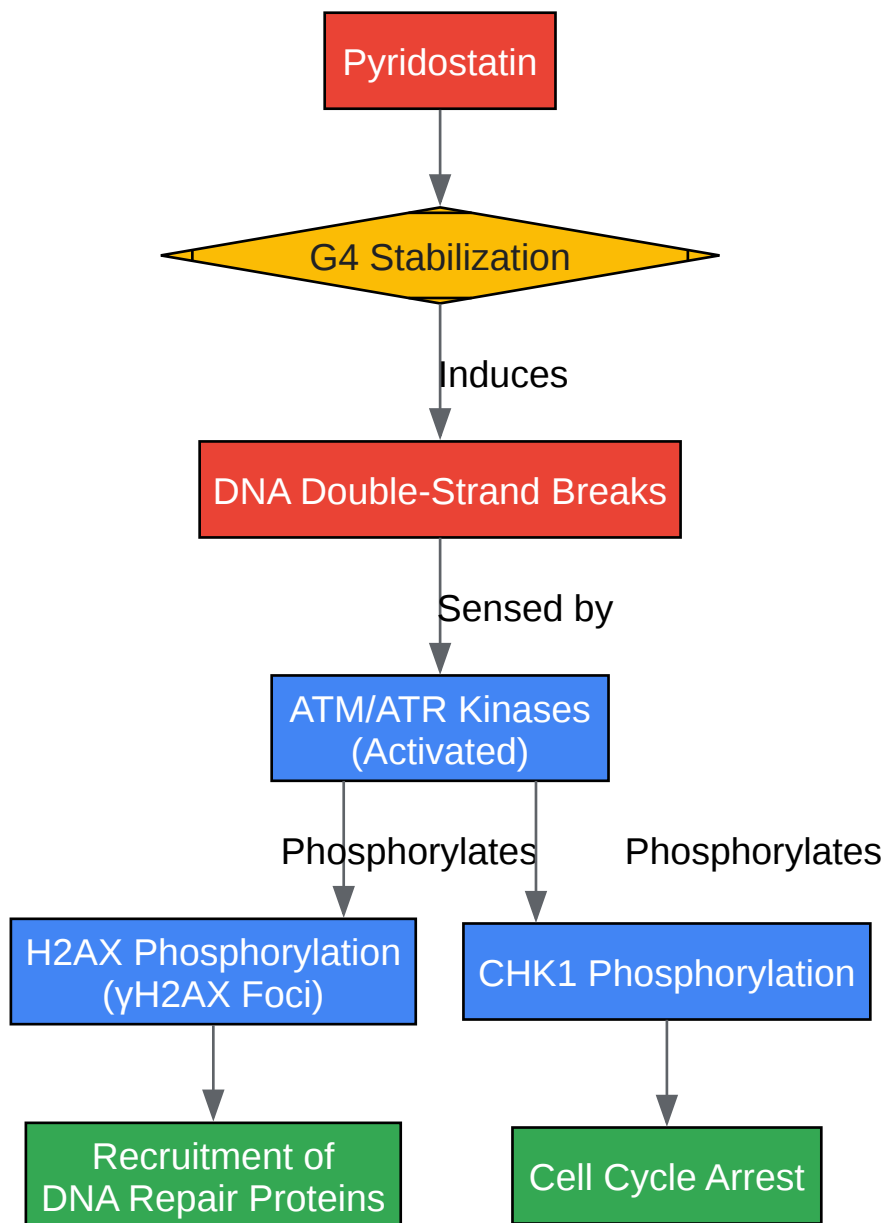 Pyridostatin
G4 Stabilization
Induces
DNA Double-Strand Breaks
Sensed by
ATM/ATR Kinases
(Activated)
Phosphorylates
Phosphorylates
H2AX Phosphorylation
(γH2AX Foci)
CHK1 Phosphorylation
Recruitment of
DNA Repair Proteins
Cell Cycle Arrest